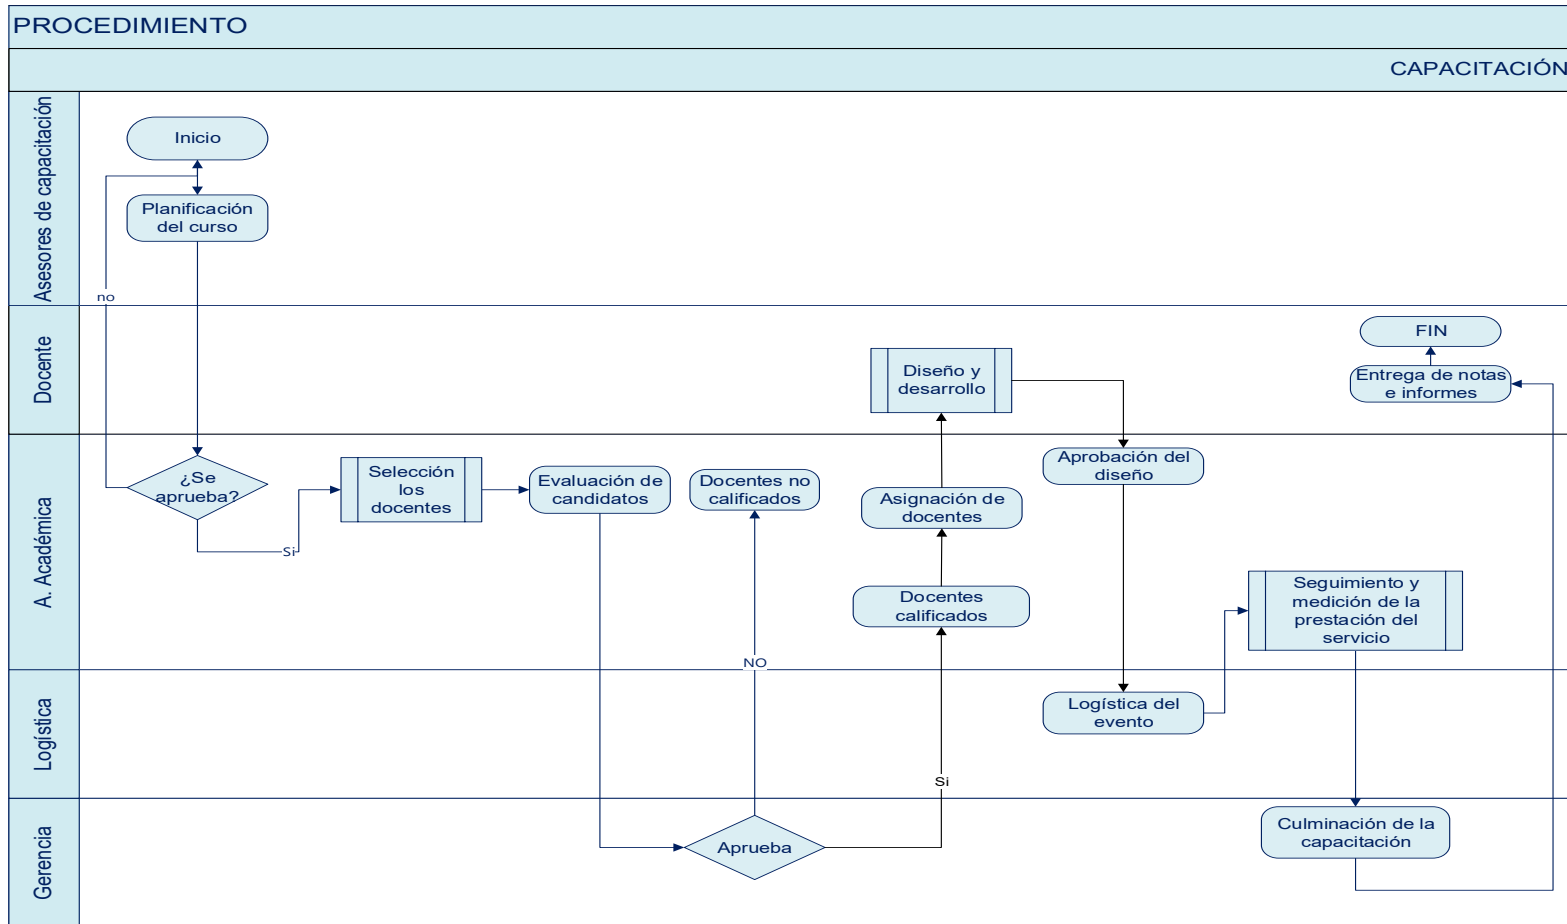 PROCEDIMIENTO
CAPACITACIÓN
Asesores de capacitación
Inicio
Planificación
del curso
no
Docente
Diseño y
desarrollo
FIN
Entrega de notas
e informes
A. Académica
¿Se
aprueba?
Si
Selección
los
docentes
Evaluación de
candidatos
Docentes no
calificados
Asignación de
docentes
Docentes
calificados
Aprobación del
diseño
Seguimiento y
medición de la
prestación del
servicio
NO
Logística
Logística del
evento
Si
Gerencia
Aprueba
Culminación de la
capacitación